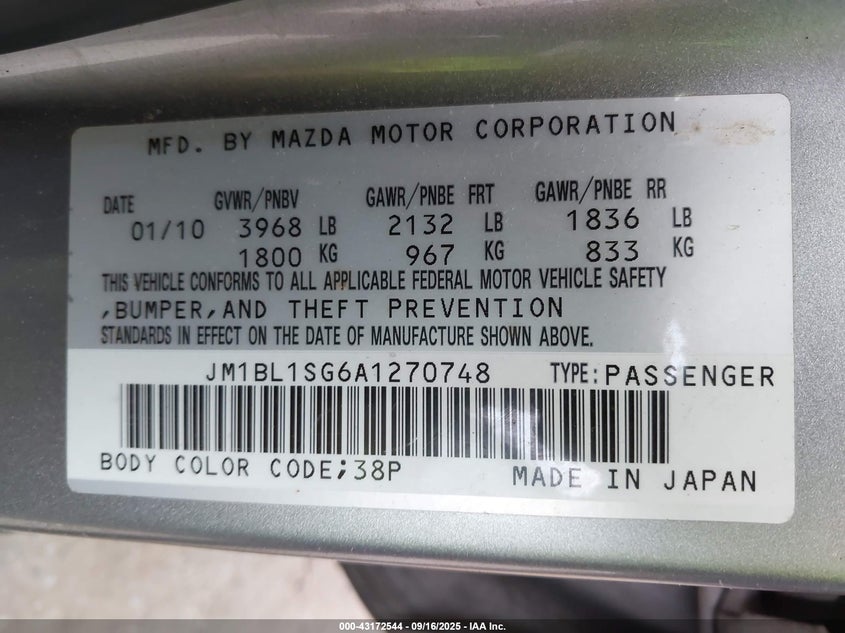 MFD. BY MAZDA MOTOR CORPORATION
DATE GVWR/PNBV GAWR/PNBE FRT GAWR/PNBE RR
01/10 3968 LB 2132 LB 1836 LB
1800 KG 967 KG 833 KG
THIS VEHICLE CONFORMS TO ALL APPLICABLE FEDERAL MOTOR VEHICLE SAFETY
,BUMPER,AND THEFT PREVENTION
STANDARDS IN EFFECT ON THE DATE OF MANUFACTURE SHOWN ABOVE.
JM1BL1SG6A1270748 TYPE:PASSENGER
BODY COLOR CODE;38P MADE IN JAPAN
000-43172544 - 09/16/2025 - IAA Inc.